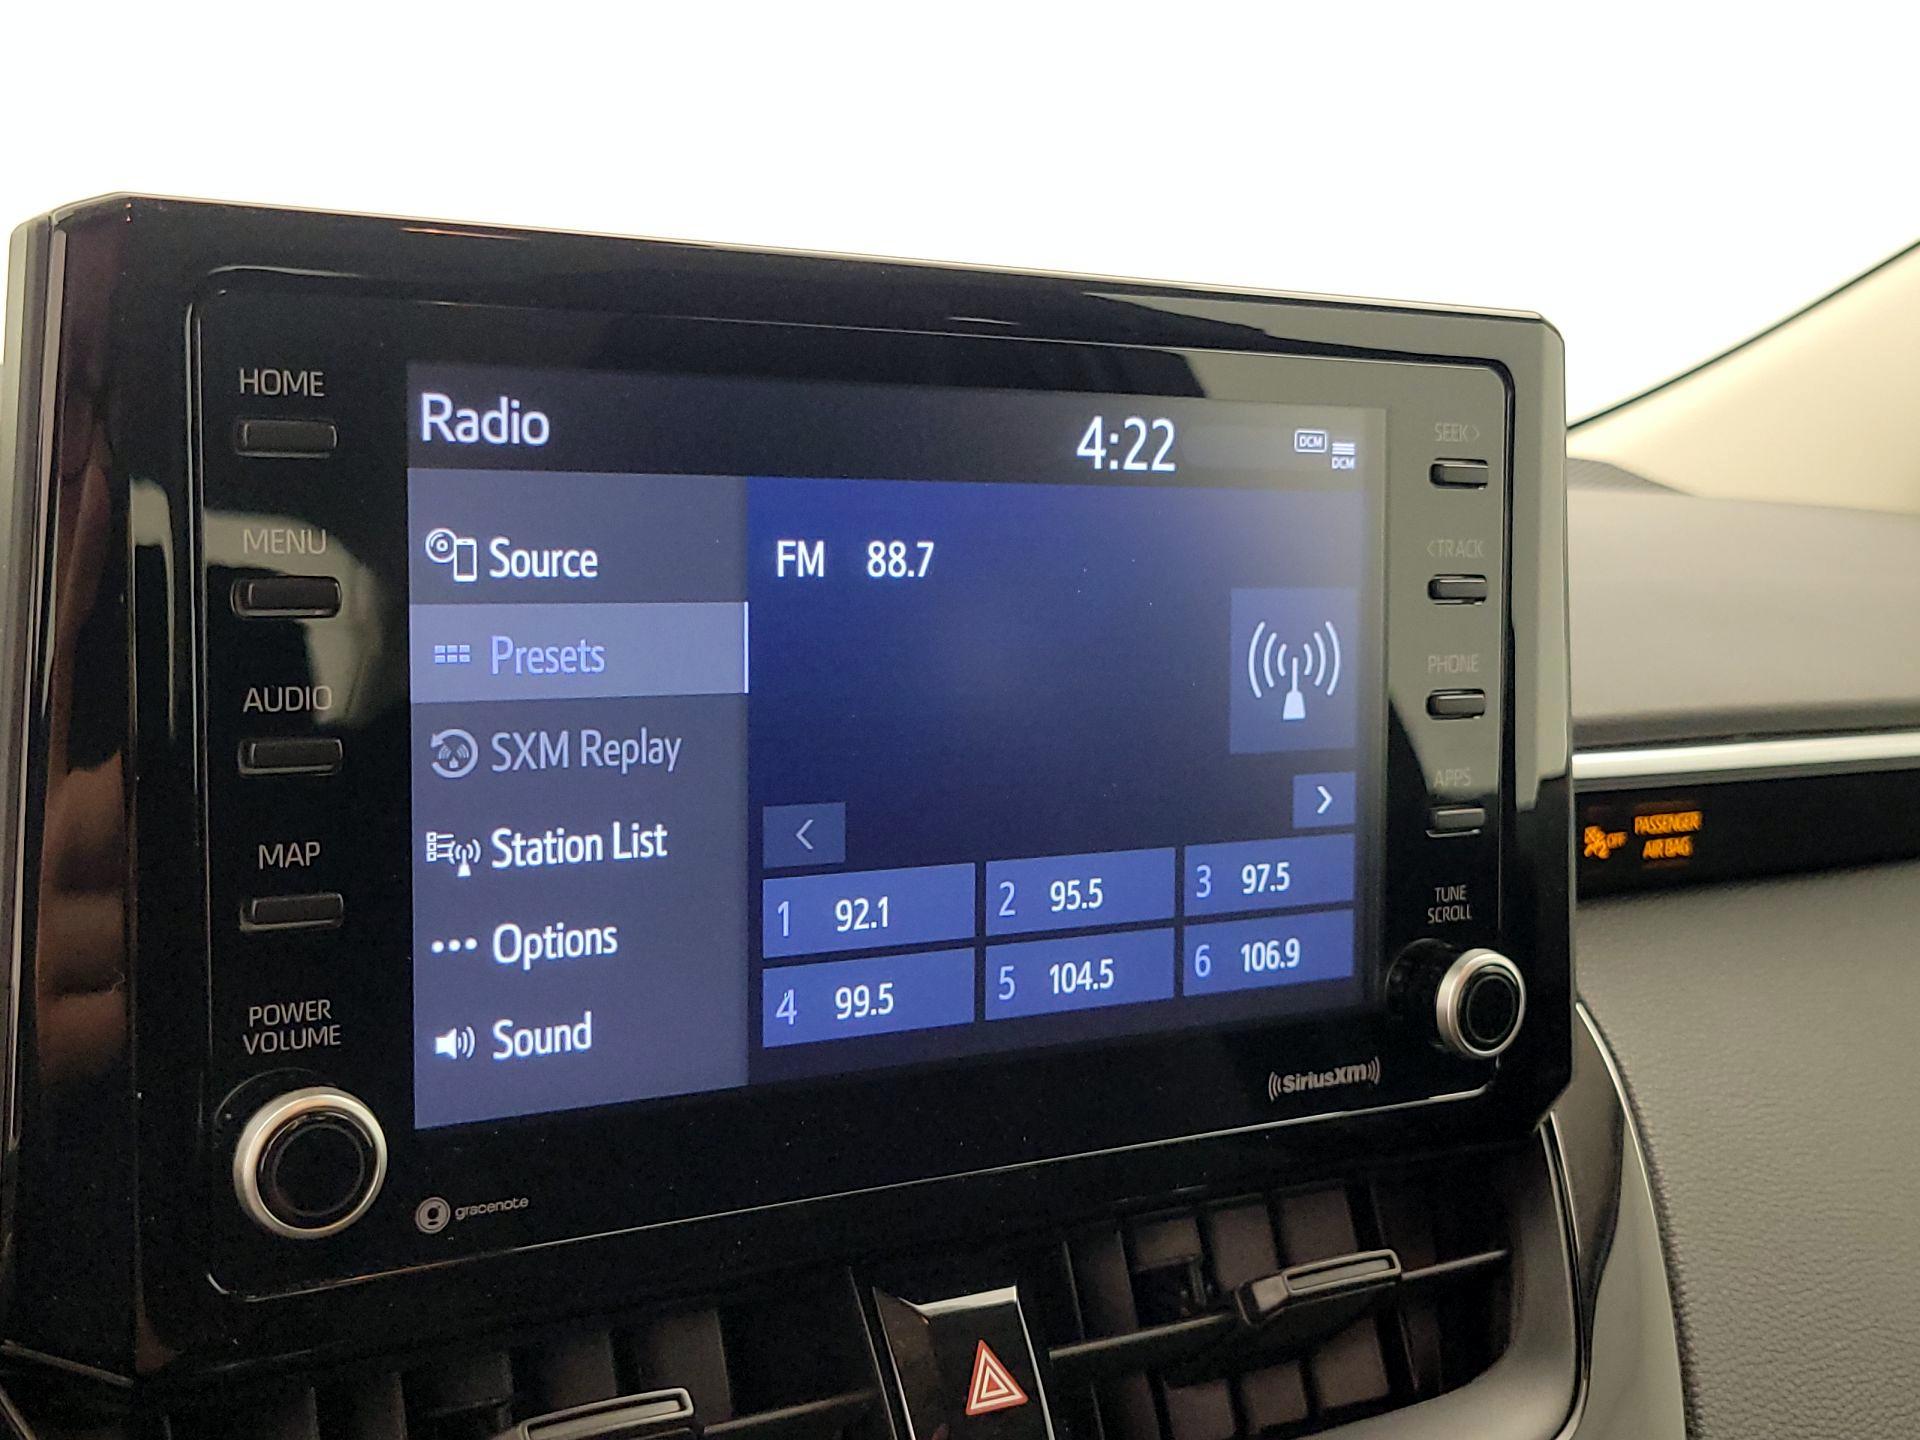 HOME
MENU
AUDIO
MAP
POWER
VOLUME
Radio
4:22
DCM
DCM
Source
Presets
SXM Replay
Station List
Options
Sound
FM 88.7
<
>
1 92.1
2 95.5
3 97.5
4 99.5
5 104.5
6 106.9
SEEK>
<TRACK
PHONE
APPS
TUNE
SCROLL
gracenote
((SiriusXM))
OFF
PASSENGER
AIR BAG